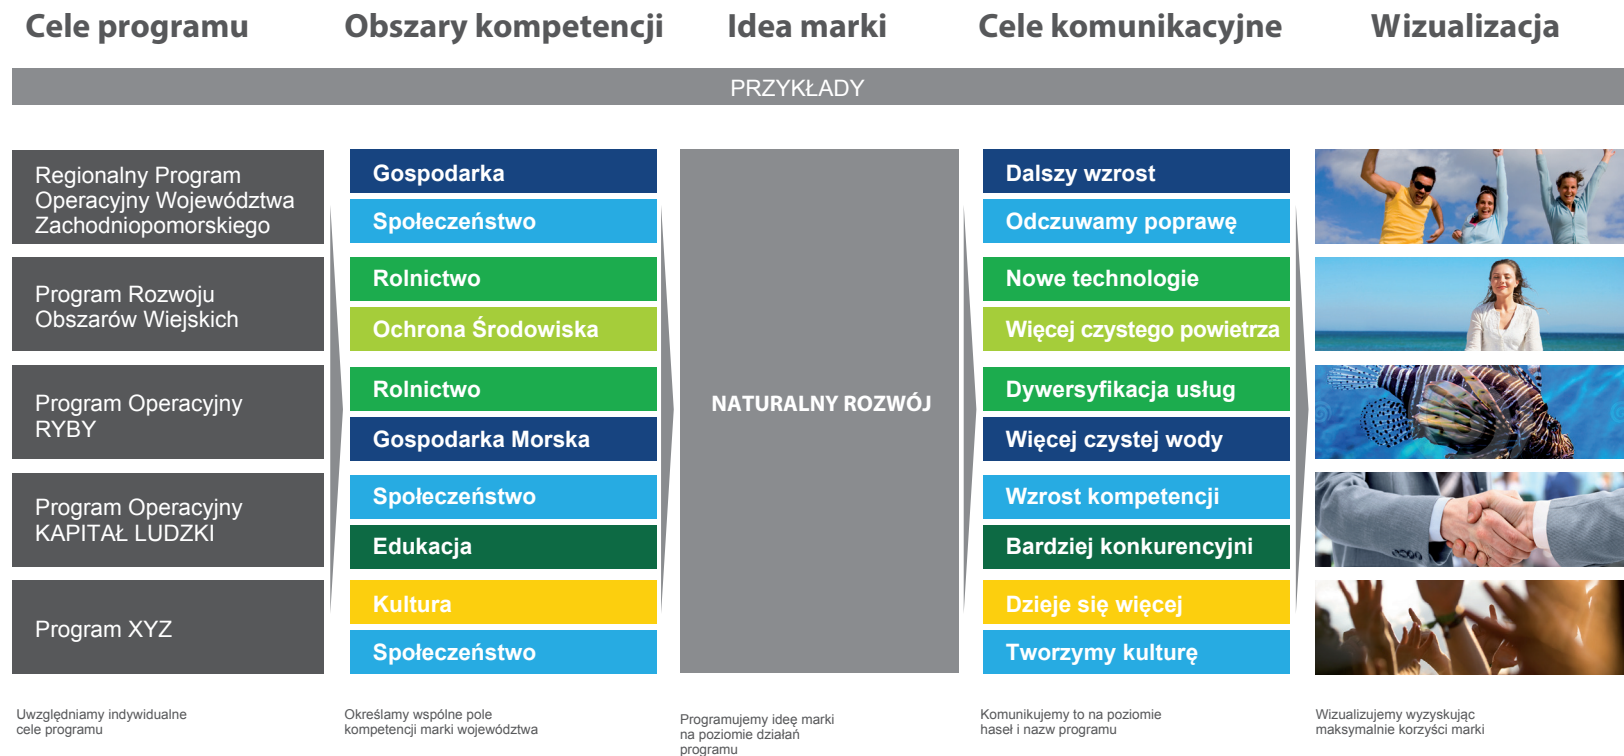 Cele programu
Obszary kompetencji
Idea marki
Cele komunikacyjne
Wizualizacja
PRZYKŁADY
Regionalny Program
Operacyjny Województwa
Zachodniopomorskiego
Gospodarka
Społeczeństwo
Dalszy wzrost
Odczuwamy poprawę
Program Rozwoju
Obszarów Wiejskich
Rolnictwo
Ochrona Środowiska
Nowe technologie
Więcej czystego powietrza
Program Operacyjny
RYBY
Rolnictwo
Gospodarka Morska
NATURALNY ROZWÓJ
Dywersyfikacja usług
Więcej czystej wody
Program Operacyjny
KAPITAŁ LUDZKI
Społeczeństwo
Edukacja
Wzrost kompetencji
Bardziej konkurencyjni
Program XYZ
Kultura
Społeczeństwo
Dzieje się więcej
Tworzymy kulturę
Uwzględniamy indywidualne
cele programu
Określamy wspólne pole
kompetencji marki województwa
Programujemy ideę marki
na poziomie działań
programu
Komunikujemy to na poziomie
haseł i nazw programu
Wizualizujemy wyzyskując
maksymalnie korzyści marki